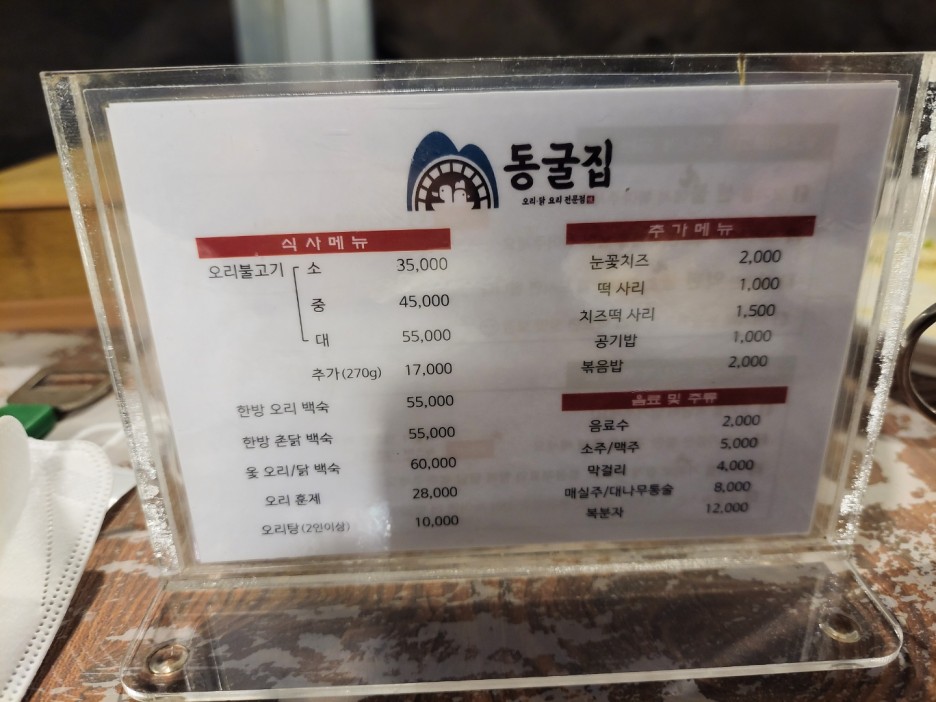 동굴집
오리·닭 요리 전문점
식사메뉴
오리불고기 소 35,000
중 45,000
대 55,000
추가(270g) 17,000
한방 오리 백숙 55,000
한방 촌닭 백숙 55,000
옻 오리/닭 백숙 60,000
오리 훈제 28,000
오리탕(2인이상) 10,000
추가메뉴
눈꽃치즈 2,000
떡 사리 1,000
치즈떡 사리 1,500
공기밥 1,000
볶음밥 2,000
음료 및 주류
음료수 2,000
소주/맥주 5,000
막걸리 4,000
매실주/대나무통술 8,000
복분자 12,000